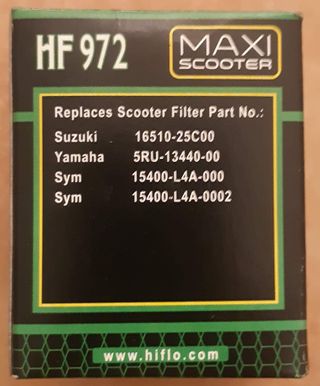 HF 972
MAXI
SCOOTER
Replaces Scooter Filter Part No.:
Suzuki 16510-25C00
Yamaha 5RU-13440-00
Sym 15400-L4A-000
Sym 15400-L4A-0002
www.hiflo.com